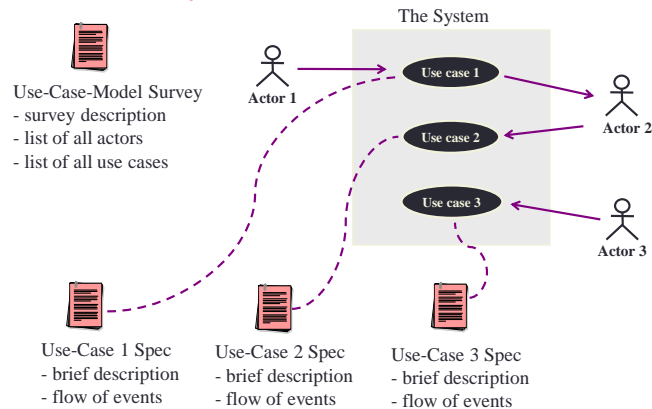 The System
Use-Case-Model Survey
- survey description
- list of all actors
- list of all use cases
Actor 1
Use case 1
Actor 2
Use case 2
Use case 3
Actor 3
Use-Case 1 Spec
- brief description
- flow of events
Use-Case 2 Spec
- brief description
- flow of events
Use-Case 3 Spec
- brief description
- flow of events